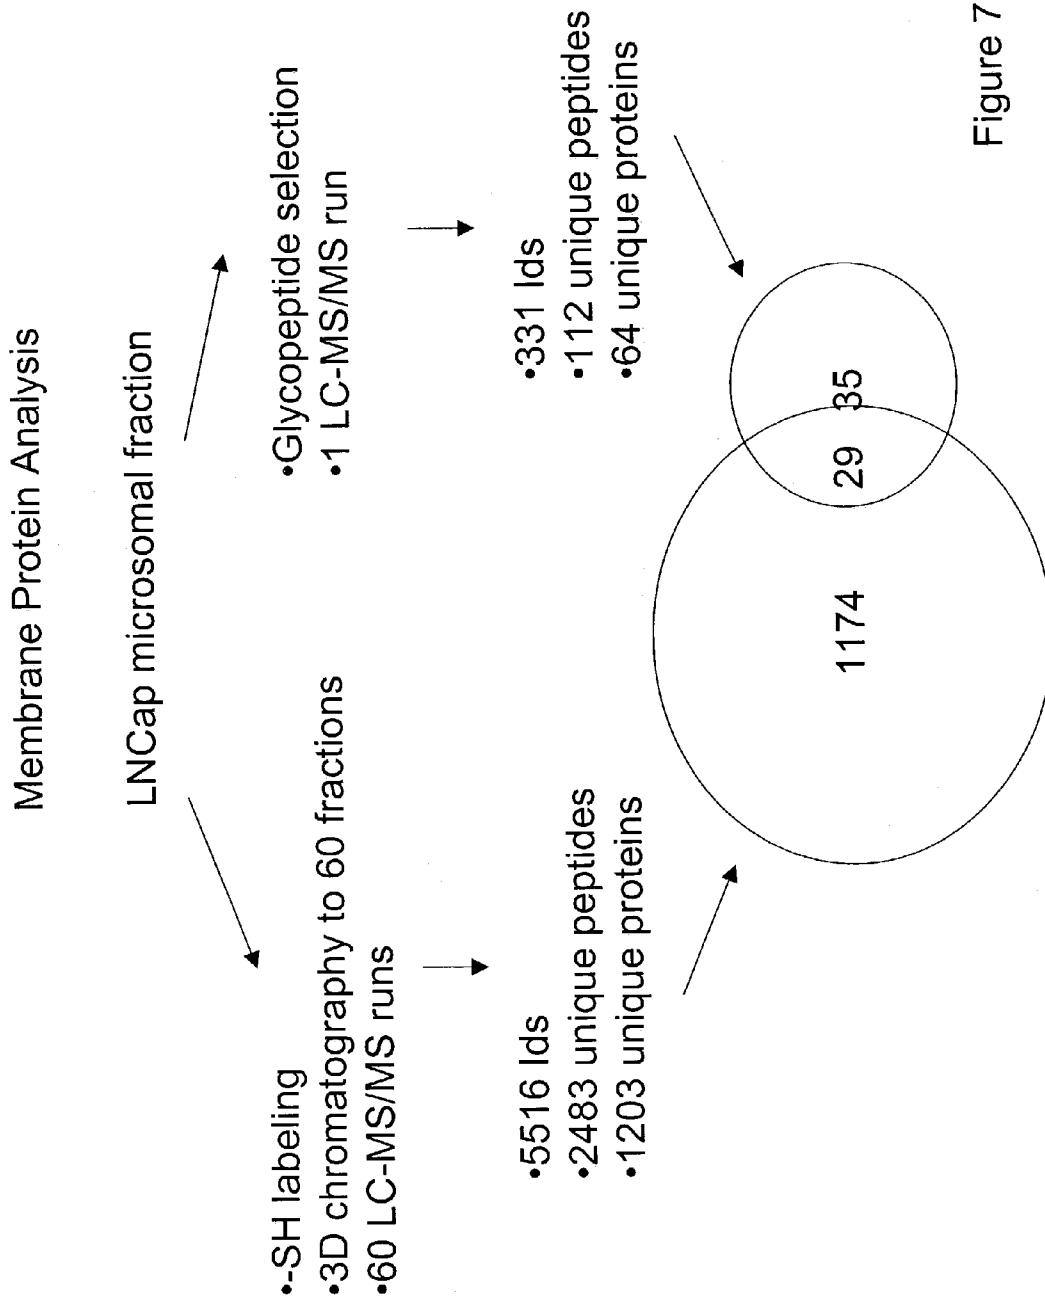 Membrane Protein Analysis
LNCap microsomal fraction
•-SH labeling
•3D chromatography to 60 fractions
•60 LC-MS/MS runs
•Glycopeptide selection
•1 LC-MS/MS run
•5516 Ids
•2483 unique peptides
•1203 unique proteins
•331 Ids
•112 unique peptides
•64 unique proteins
1174
29
35
Figure 7